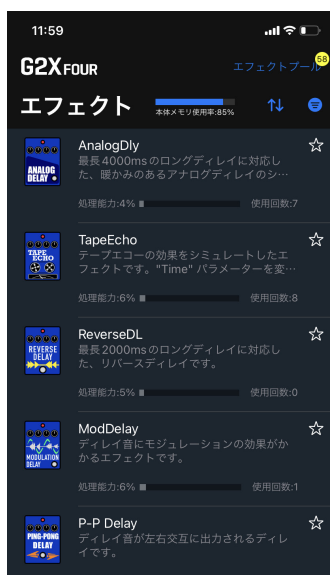 11:59
G2X FOUR
エフェクトプール
58
エフェクト
本体メモリ使用率:85%
ANALOG
DELAY
AnalogDly
最長4000msのロングディレイに対応し
た、暖かみのあるアナログディレイのシ…
処理能力:4%
使用回数:7
TAPE
ECHO
TapeEcho
テープエコーの効果をシミュレートしたエ
フェクトです。"Time" パラメーターを変…
処理能力:6%
使用回数:8
REVERSE
DELAY
ReverseDL
最長2000msのロングディレイに対応し
た、リバースディレイです。
処理能力:5%
使用回数:0
MODULATION
DELAY
ModDelay
ディレイ音にモジュレーションの効果がか
かるエフェクトです。
処理能力:6%
使用回数:1
PING-PONG
DELAY
P-P Delay
ディレイ音が左右交互に出力されるディレ
イです。